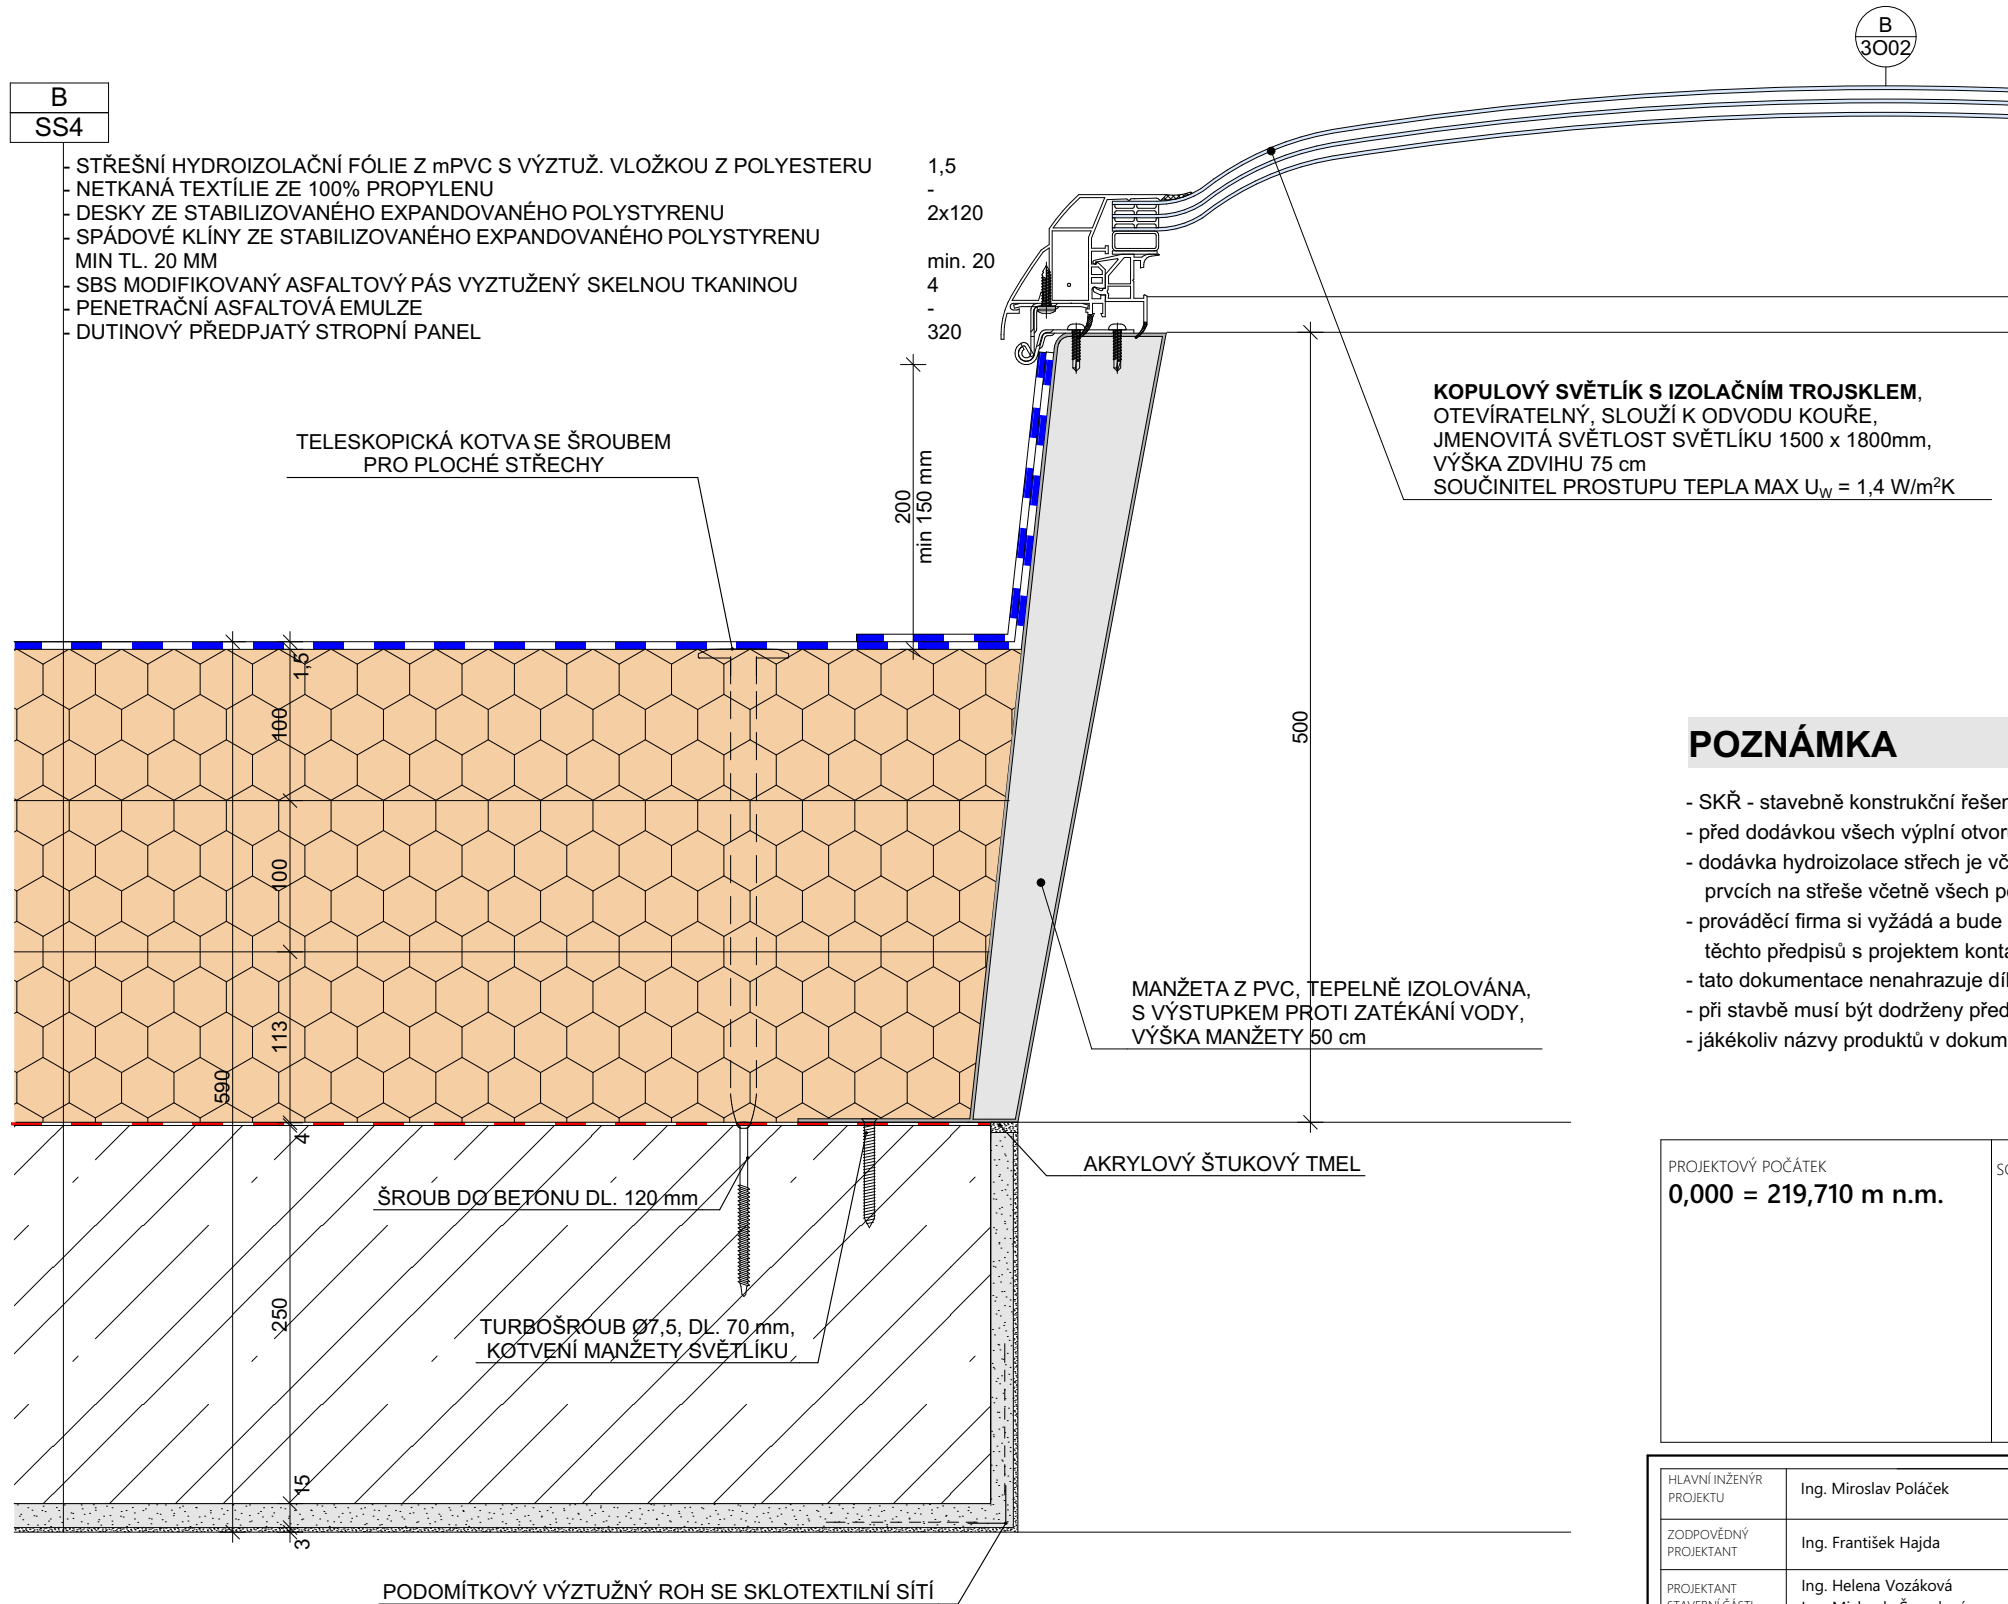 B
3O02
B
SS4
- STŘEŠNÍ HYDROIZOLAČNÍ FÓLIE Z mPVC S VÝZTUŽ. VLOŽKOU Z POLYESTERU 1,5
- NETKANÁ TEXTÍLIE ZE 100% PROPYLENU -
- DESKY ZE STABILIZOVANÉHO EXPANDOVANÉHO POLYSTYRENU 2x120
- SPÁDOVÉ KLÍNY ZE STABILIZOVANÉHO EXPANDOVANÉHO POLYSTYRENU
MIN TL. 20 MM min. 20
- SBS MODIFIKOVANÝ ASFALTOVÝ PÁS VYZTUŽENÝ SKELNOU TKANINOU 4
- PENETRAČNÍ ASFALTOVÁ EMULZE -
- DUTINOVÝ PŘEDPJATÝ STROPNÍ PANEL 320
KOPULOVÝ SVĚTLÍK S IZOLAČNÍM TROJSKLEM,
OTEVÍRATELNÝ, SLOUŽÍ K ODVODU KOUŘE,
JMENOVITÁ SVĚTLOST SVĚTLÍKU 1500 x 1800mm,
VÝŠKA ZDVIHU 75 cm
SOUČINITEL PROSTUPU TEPLA MAX UW = 1,4 W/m²K
TELESKOPICKÁ KOTVA SE ŠROUBEM
PRO PLOCHÉ STŘECHY
200
min 150 mm
1,5
100
100
113
590
4
250
15
3
500
POZNÁMKA
- SKŘ - stavebně konstrukční
- před dodávkou všech výplní
- dodávka hydroizolace střech je
prvcích na střeše včetně všech
- prováděcí firma si vyžádá a bude
těchto předpisů s projektem
- tato dokumentace nenahrazuje
- při stavbě musí být dodrženy
- jákékoliv názvy produktů v
MANŽETA Z PVC, TEPELNĚ IZOLOVÁNA,
S VÝSTUPKEM PROTI ZATÉKÁNÍ VODY,
VÝŠKA MANŽETY 50 cm
AKRYLOVÝ ŠTUKOVÝ TMEL
ŠROUB DO BETONU DL. 120 mm
TURBOŠROUB Ø7,5, DL. 70 mm,
KOTVENÍ MANŽETY SVĚTLÍKU
PODOMÍTKOVÝ VÝZTUŽNÝ ROH SE SKLOTEXTILNÍ SÍTÍ
PROJEKTOVÝ POČÁTEK
0,000 = 219,710 m n.m.
HLAVNÍ INŽENÝR
PROJEKTU
Ing. Miroslav Poláček
ZODPOVĚDNÝ
PROJEKTANT
Ing. František Hajda
PROJEKTANT
Ing. Helena Vozáková